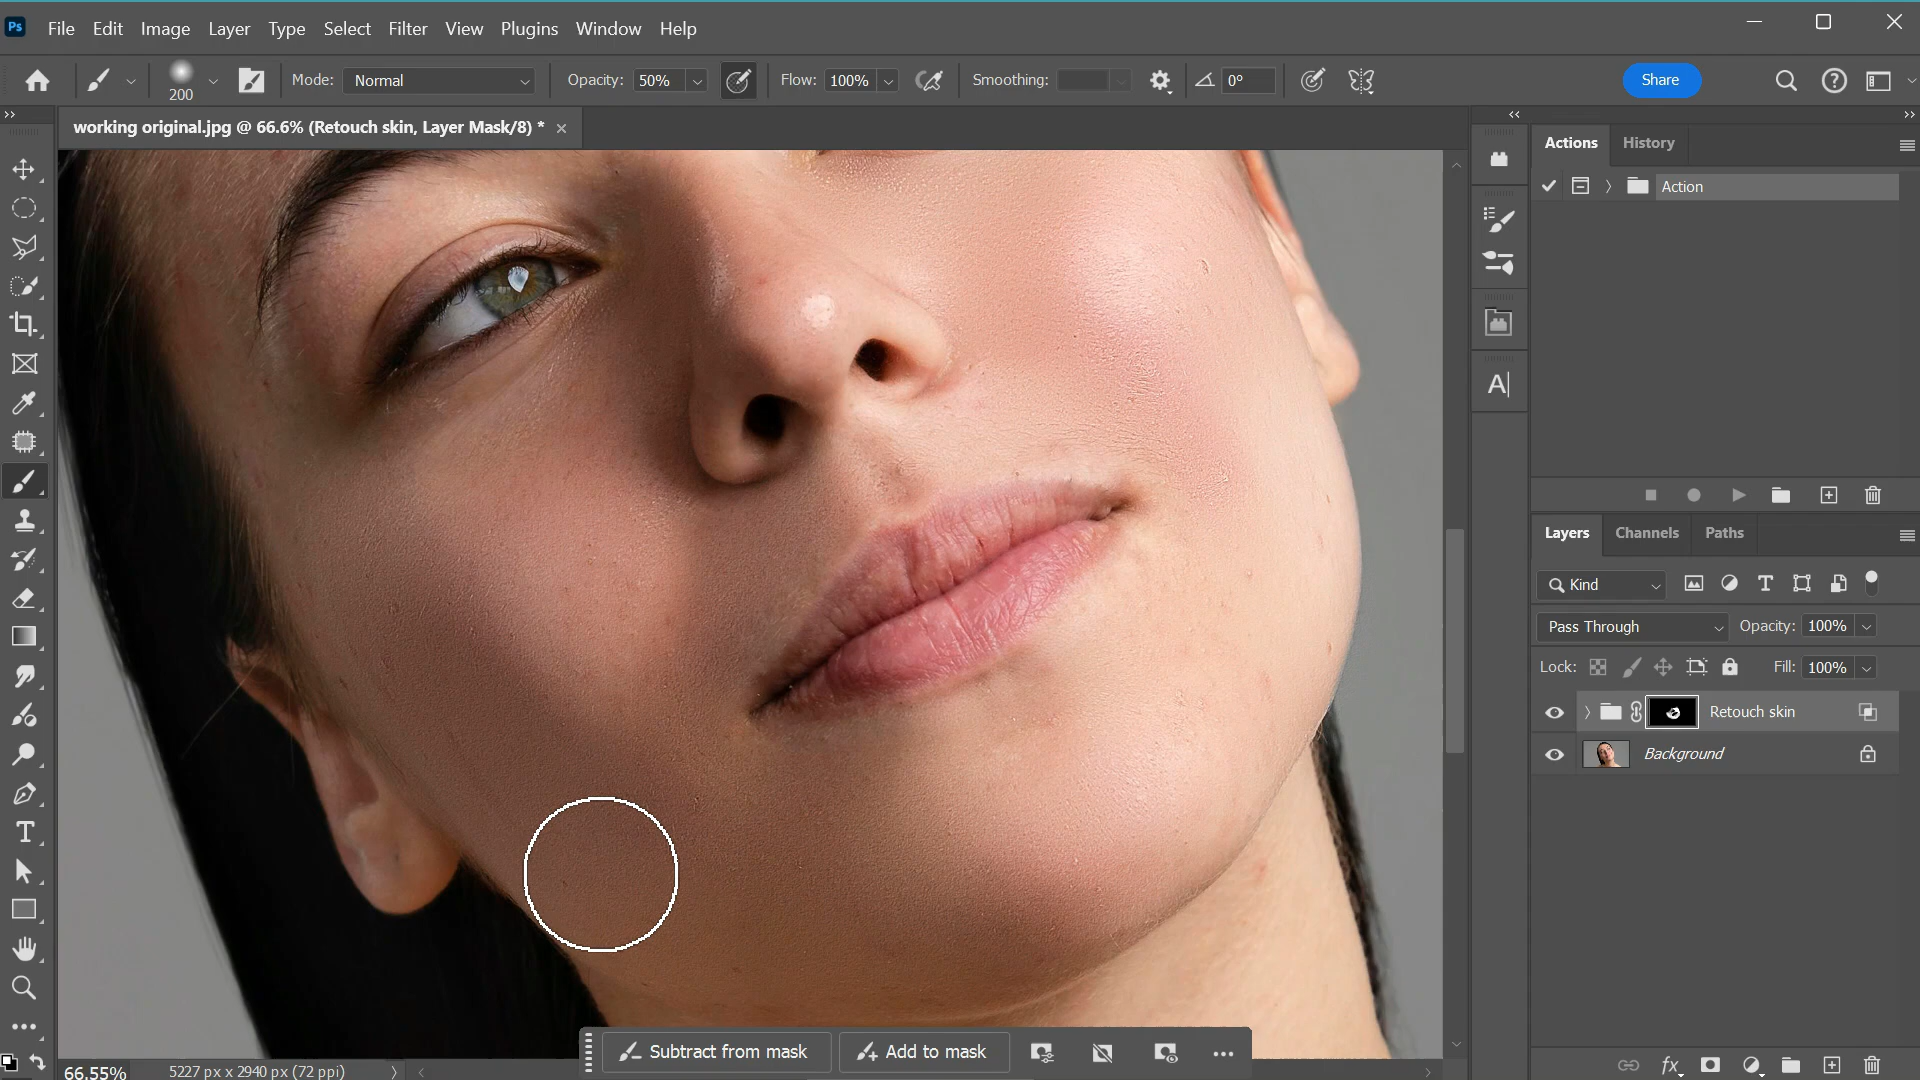 Ps File Edit Image Layer Type Select Filter View Plugins Window Help
200 Mode: Normal Opacity: 50% Flow: 100% Smoothing: 0° Share
working original.jpg @ 66.6% (Retouch skin, Layer Mask/8) *
Actions History
Action
Layers Channels Paths
Kind
Pass Through Opacity: 100%
Lock: Fill: 100%
Retouch skin
Background
Subtract from mask Add to mask
66.55% 5227 px x 2940 px (72 ppi)